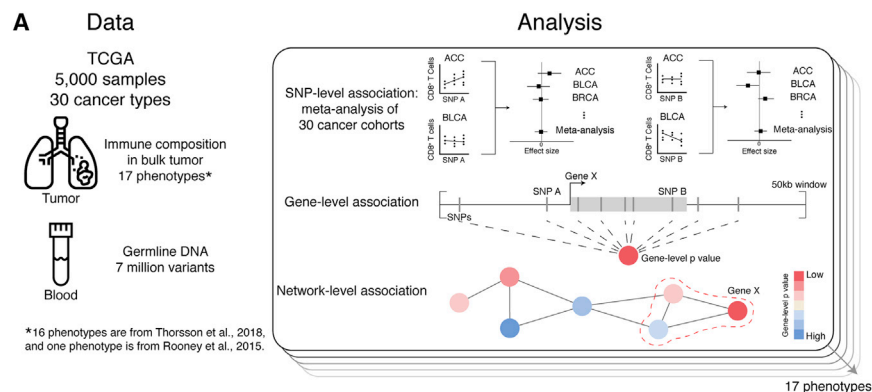 A
Data
Analysis
TCGA
5,000 samples
30 cancer types
Immune composition
in bulk tumor
17 phenotypes*
Tumor
Germline DNA
7 million variants
Blood
*16 phenotypes are from Thorsson et al., 2018,
and one phenotype is from Rooney et al., 2015.
SNP-level association:
meta-analysis of
30 cancer cohorts
ACC
CD8+ T Cells
SNP A
BLCA
CD8+ T cells
SNP A
ACC
BLCA
BRCA
...
Meta-analysis
0
Effect size
ACC
CD8+ T Cells
SNP B
BLCA
CD8+ T cells
SNP B
ACC
BLCA
BRCA
...
Meta-analysis
0
Effect size
Gene-level association
SNPs
SNP A
Gene X
SNP B
50kb window
Gene-level p value
Network-level association
Gene X
Gene-level p value
Low
High
17 phenotypes